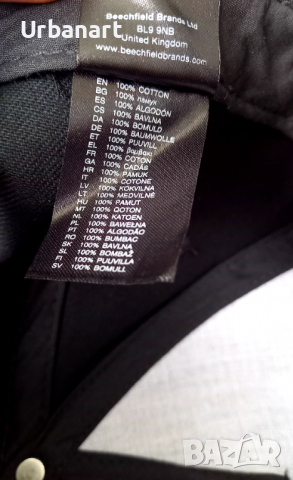 Urbanart
Beechfield Brands Ltd
BL9 9NB
United Kingdom
www.beechfieldbrands.com
EN 100% COTTON
BG 100% памук
ES 100% ALGODÓN
CS 100% BAVLNA
DA 100% BOMULD
DE 100% BAUMWOLLE
ET 100% PUUVILL
EL 100% βαμβάκι
FR 100% COTON
GA 100% CADÁS
HR 100% PAMUK
IT 100% COTONE
LV 100% KOKVILNA
LT 100% MEDVILNĖ
HU 100% PAMUT
MT 100% QOTON
NL 100% KATOEN
PL 100% BAWEŁNA
PT 100% ALGODÃO
RO 100% BUMBAC
SK 100% BAVLNA
SL 100% BOMBAŽ
FI 100% PUUVILLA
SV 100% BOMULL
BAZAR